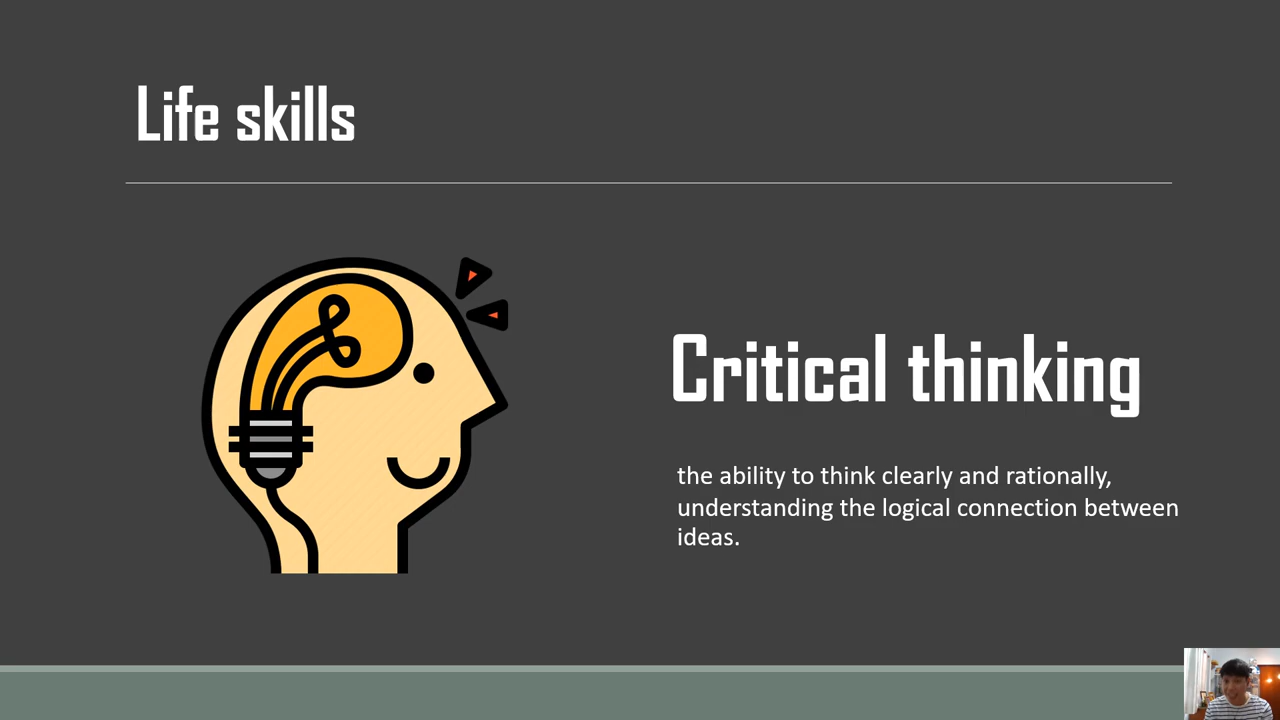 Life skills
Critical thinking
the ability to think clearly and rationally,
understanding the logical connection between
ideas.